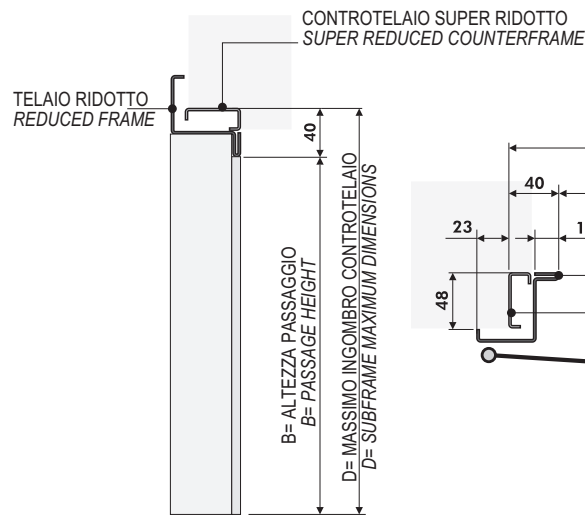 CONTROTELAIO SUPER RIDOTTO
SUPER REDUCED COUNTERFRAME
TELAIO RIDOTTO
REDUCED FRAME
40
B= ALTEZZA PASSAGGIO
B= PASSAGE HEIGHT
D= MASSIMO INGOMBRO CONTROTELAIO
D= SUBFRAME MAXIMUM DIMENSIONS
40
23
48